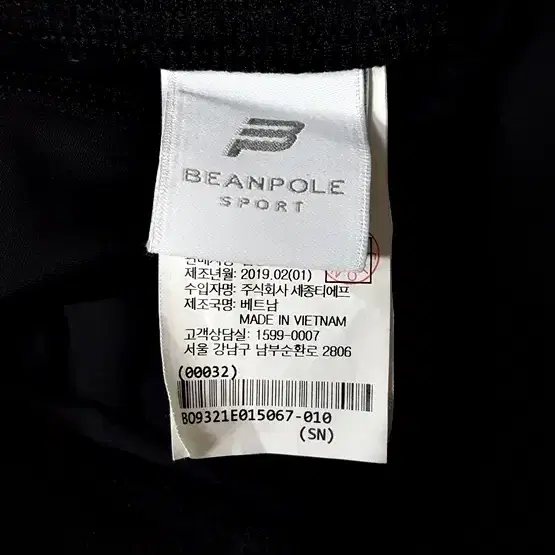 BEANPOLE
SPORT
제조년월: 2019.02(01)
수입자명: 주식회사 세종티에프
제조국명: 베트남
MADE IN VIETNAM
고객상담실: 1599-0007
서울 강남구 남부순환로 2806
(00032)
BO9321E015067-010
(SN)